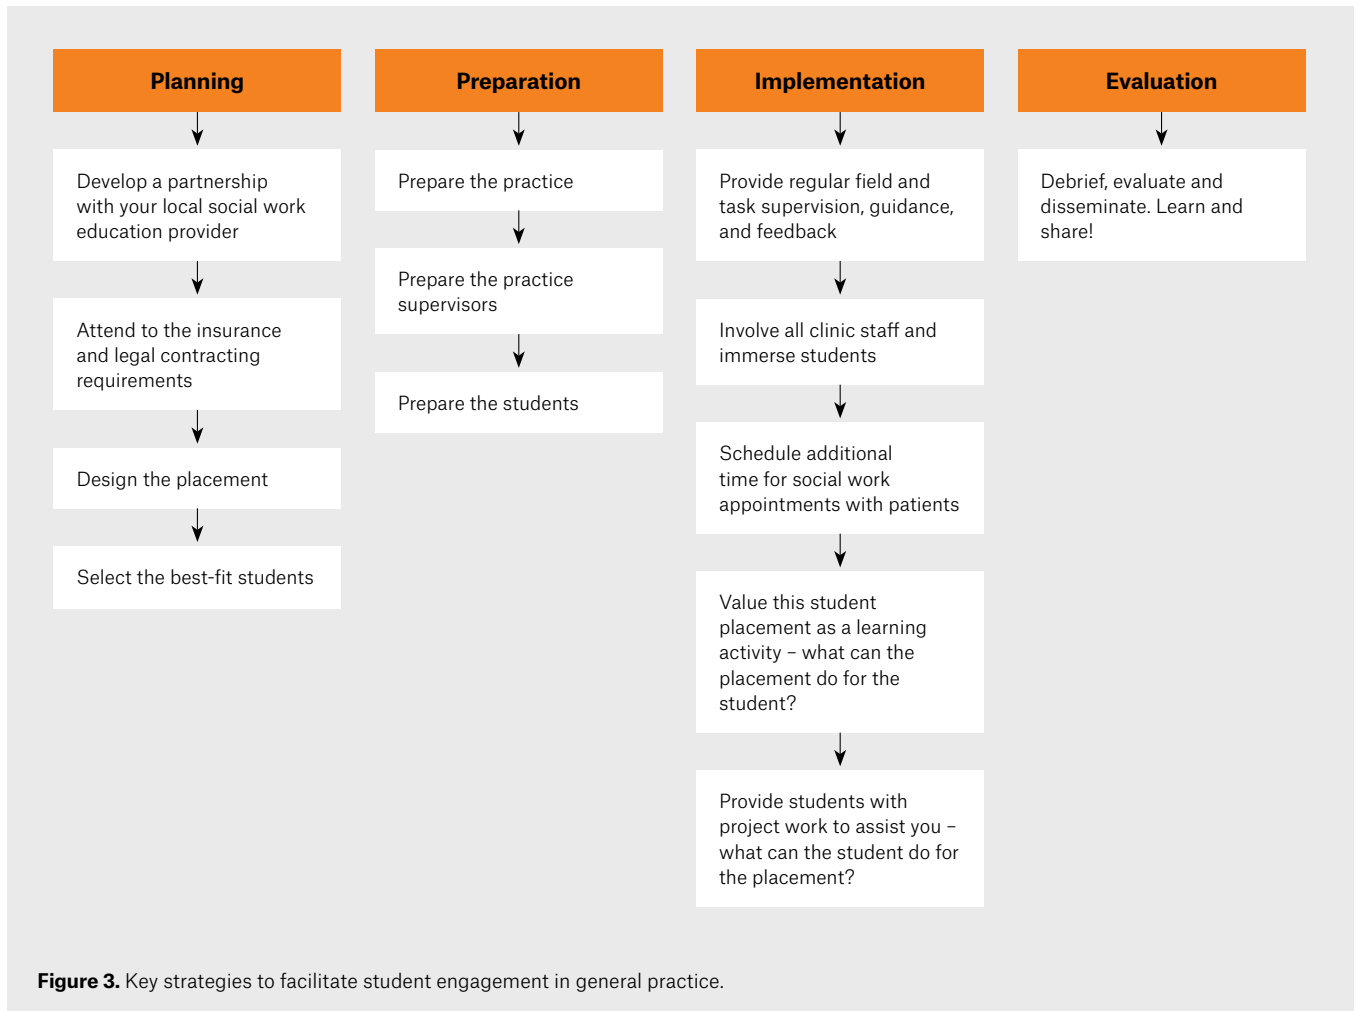 Planning
Develop a partnership
with your local social work
education provider
Attend to the insurance
and legal contracting
requirements
Design the placement
Select the best-fit students
Preparation
Prepare the practice
Prepare the practice
supervisors
Prepare the students
Implementation
Provide regular field and
task supervision, guidance,
and feedback
Involve all clinic staff and
immerse students
Schedule additional
time for social work
appointments with patients
Value this student
placement as a learning
activity – what can the
placement do for the
student?
Provide students with
project work to assist you –
what can the student do for
the placement?
Evaluation
Debrief, evaluate and
disseminate. Learn and
share!
Figure 3. Key strategies to facilitate student engagement in general practice.